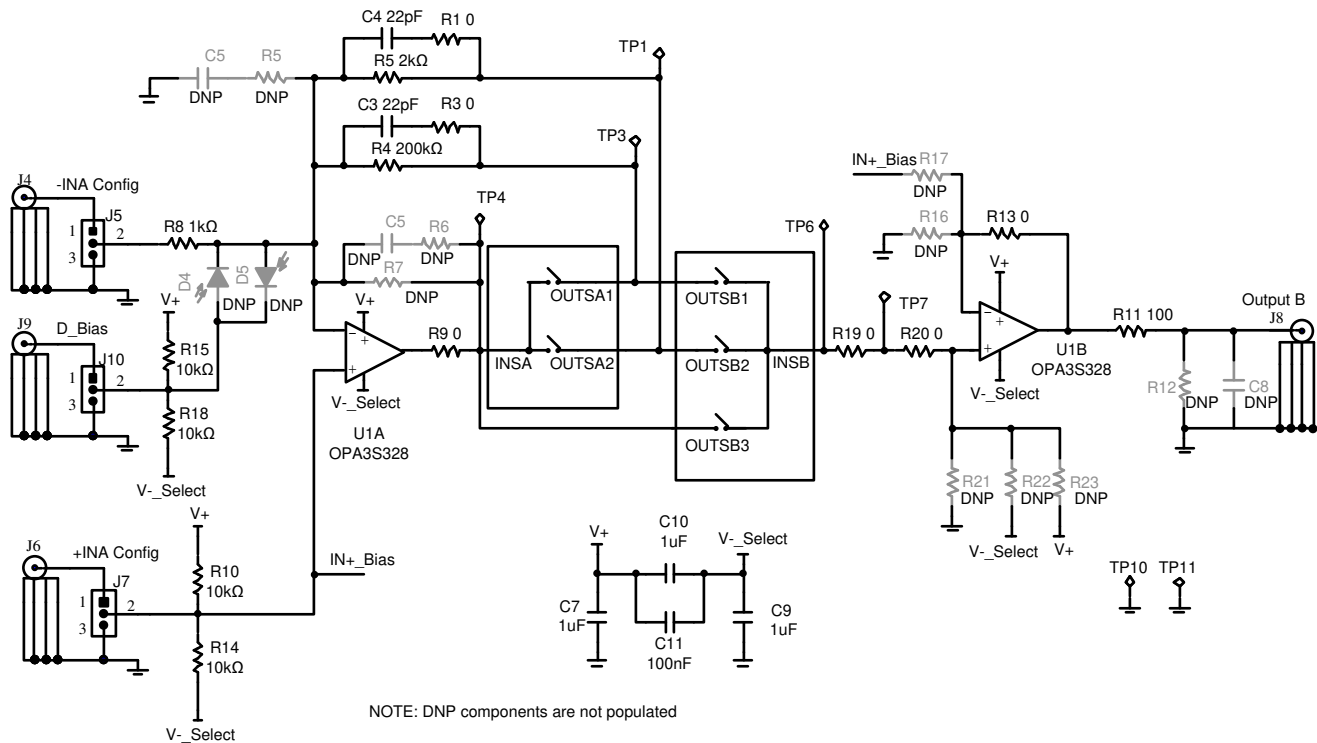 C4 22pF
R1 0
R5 2kΩ
TP1
C5
R5
DNP
DNP
C3 22pF
R3 0
R4 200kΩ
TP3
J4
-INA Config
J5
1
2
3
R8 1kΩ
D4
DNP
D5
DNP
C5
R6
DNP
DNP
R7
DNP
TP4
J9
D_Bias
J10
1
2
3
V+
R15
10kΩ
R18
10kΩ
V-_Select
V+
−
+
+
V-_Select
U1A
OPA3S328
R9 0
INSA
OUTSA1
OUTSA2
OUTSB1
OUTSB2
OUTSB3
INSB
TP6
R19 0
TP7
R20 0
IN+_Bias
R17
DNP
R16
DNP
R13 0
V+
−
+
+
V-_Select
U1B
OPA3S328
R11 100
Output B
J8
R12
DNP
C8
DNP
R21
DNP
R22
DNP
R23
DNP
V-_Select
V+
J6
+INA Config
J7
1
2
3
V+
R10
10kΩ
R14
10kΩ
V-_Select
IN+_Bias
V+
C7
1uF
C10
1uF
C11
100nF
V-_Select
C9
1uF
TP10
TP11
NOTE: DNP components are not populated